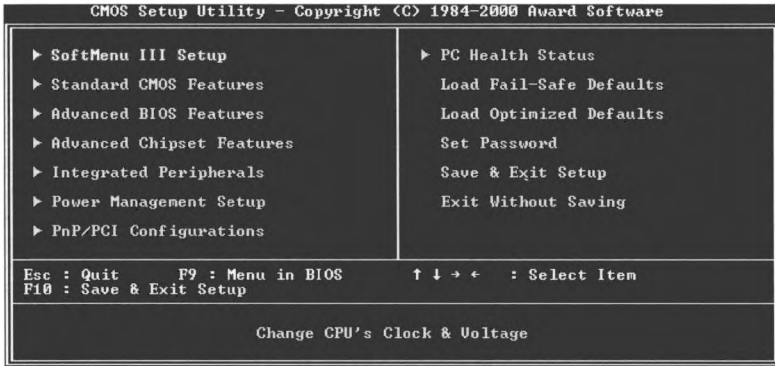 CMOS Setup Utility – Copyright (C) 1984–2000 Award Software
▶ SoftMenu III Setup
▶ Standard CMOS Features
▶ Advanced BIOS Features
▶ Advanced Chipset Features
▶ Integrated Peripherals
▶ Power Management Setup
▶ PnP/PCI Configurations
▶ PC Health Status
Load Fail-Safe Defaults
Load Optimized Defaults
Set Password
Save & Exit Setup
Exit Without Saving
Esc : Quit F9 : Menu in BIOS ↑ ↓ → ← : Select Item
F10 : Save & Exit Setup
Change CPU's Clock & Voltage